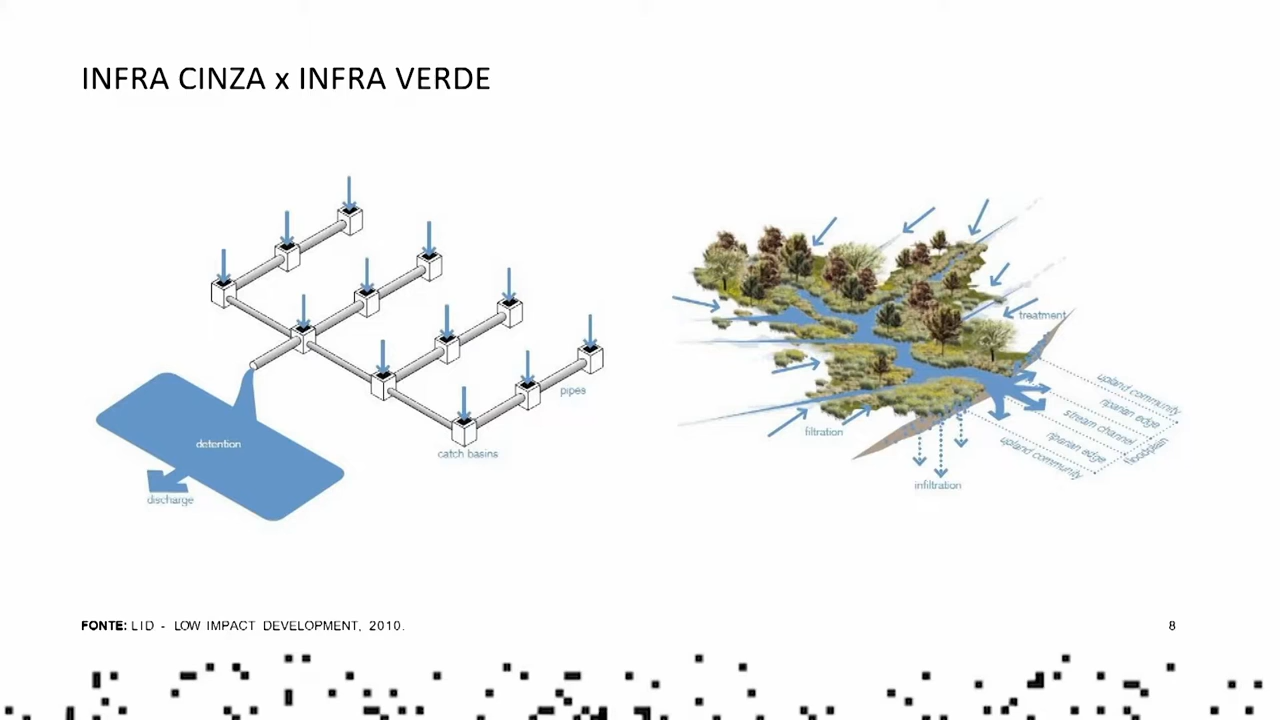 INFRA CINZA x INFRA VERDE
pipes
catch basins
detention
discharge
treatment
filtration
infiltration
upland community
riparian edge
stream channel
riparian edge
upland community
floodplain
FONTE: LID - LOW IMPACT DEVELOPMENT, 2010.
8